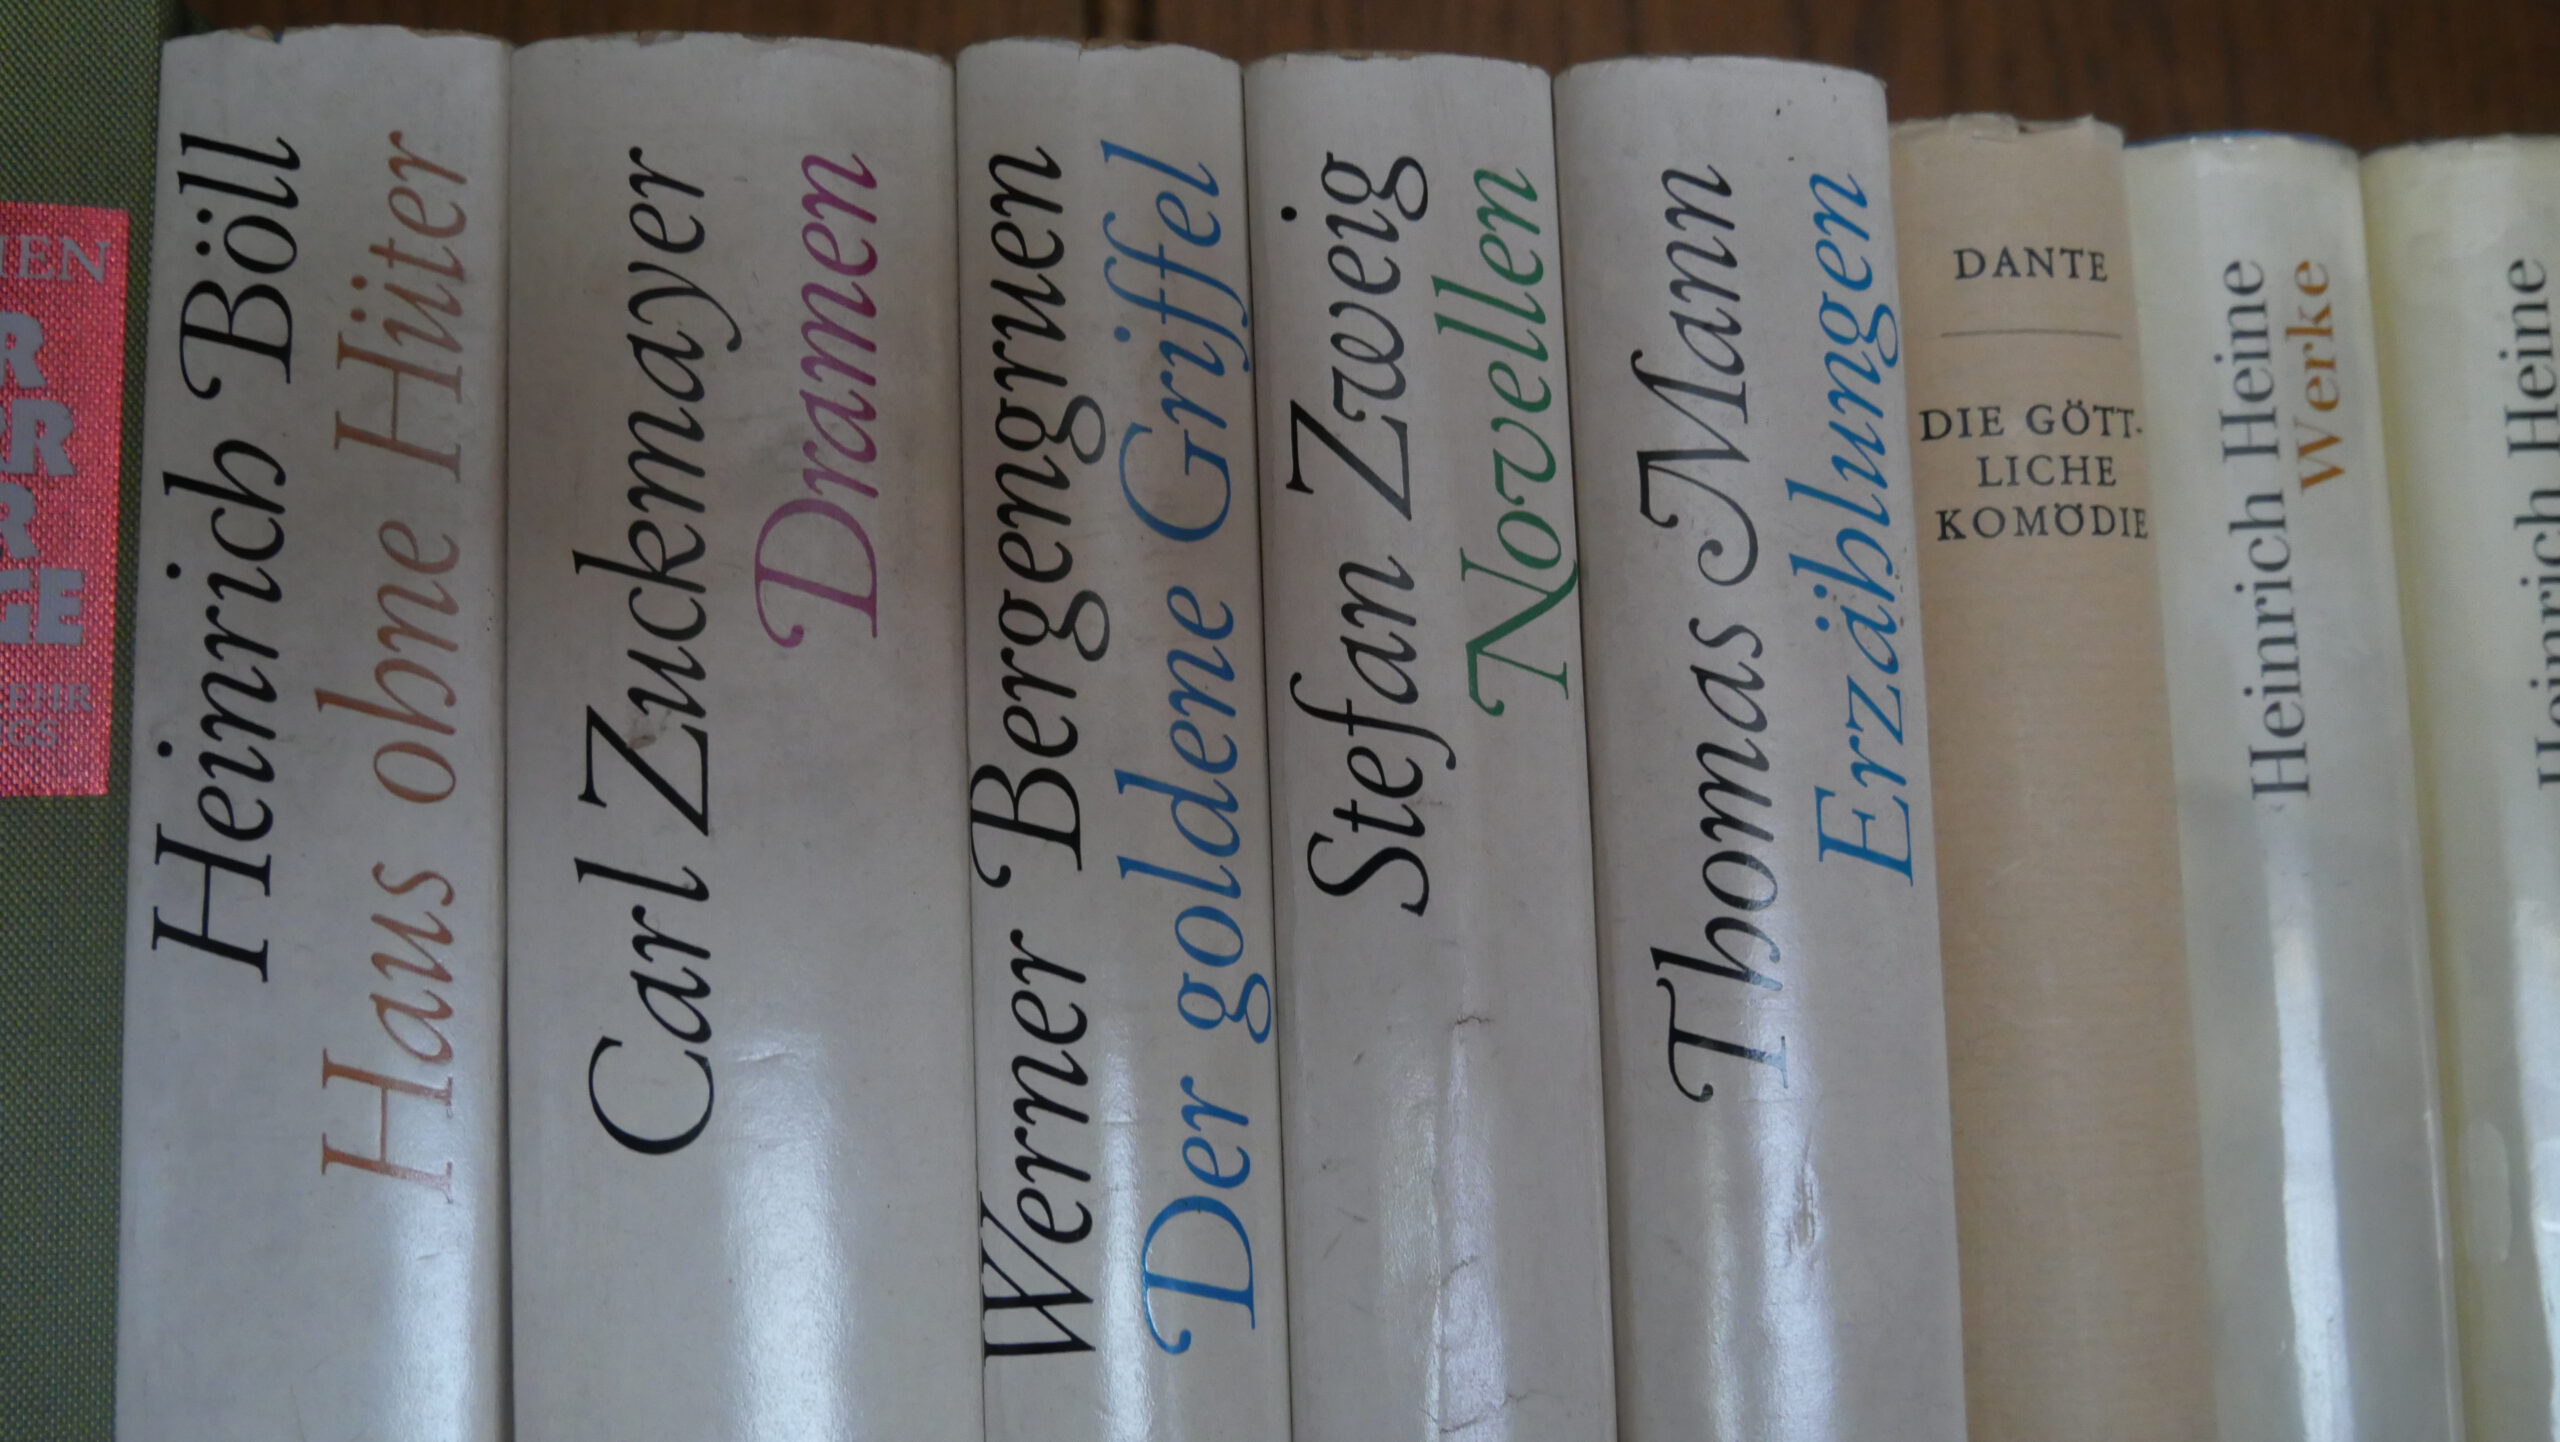 Heinrich Böll
Haus ohne Hüter
Carl Zuckmayer
Dramen
Werner Bergengruen
Der goldene Griffel
Stefan Zweig
Novellen
Thomas Mann
Erzählungen
DANTE
DIE GÖTT-
LICHE
KOMÖDIE
Heinrich Heine
Werke
Heinrich Heine